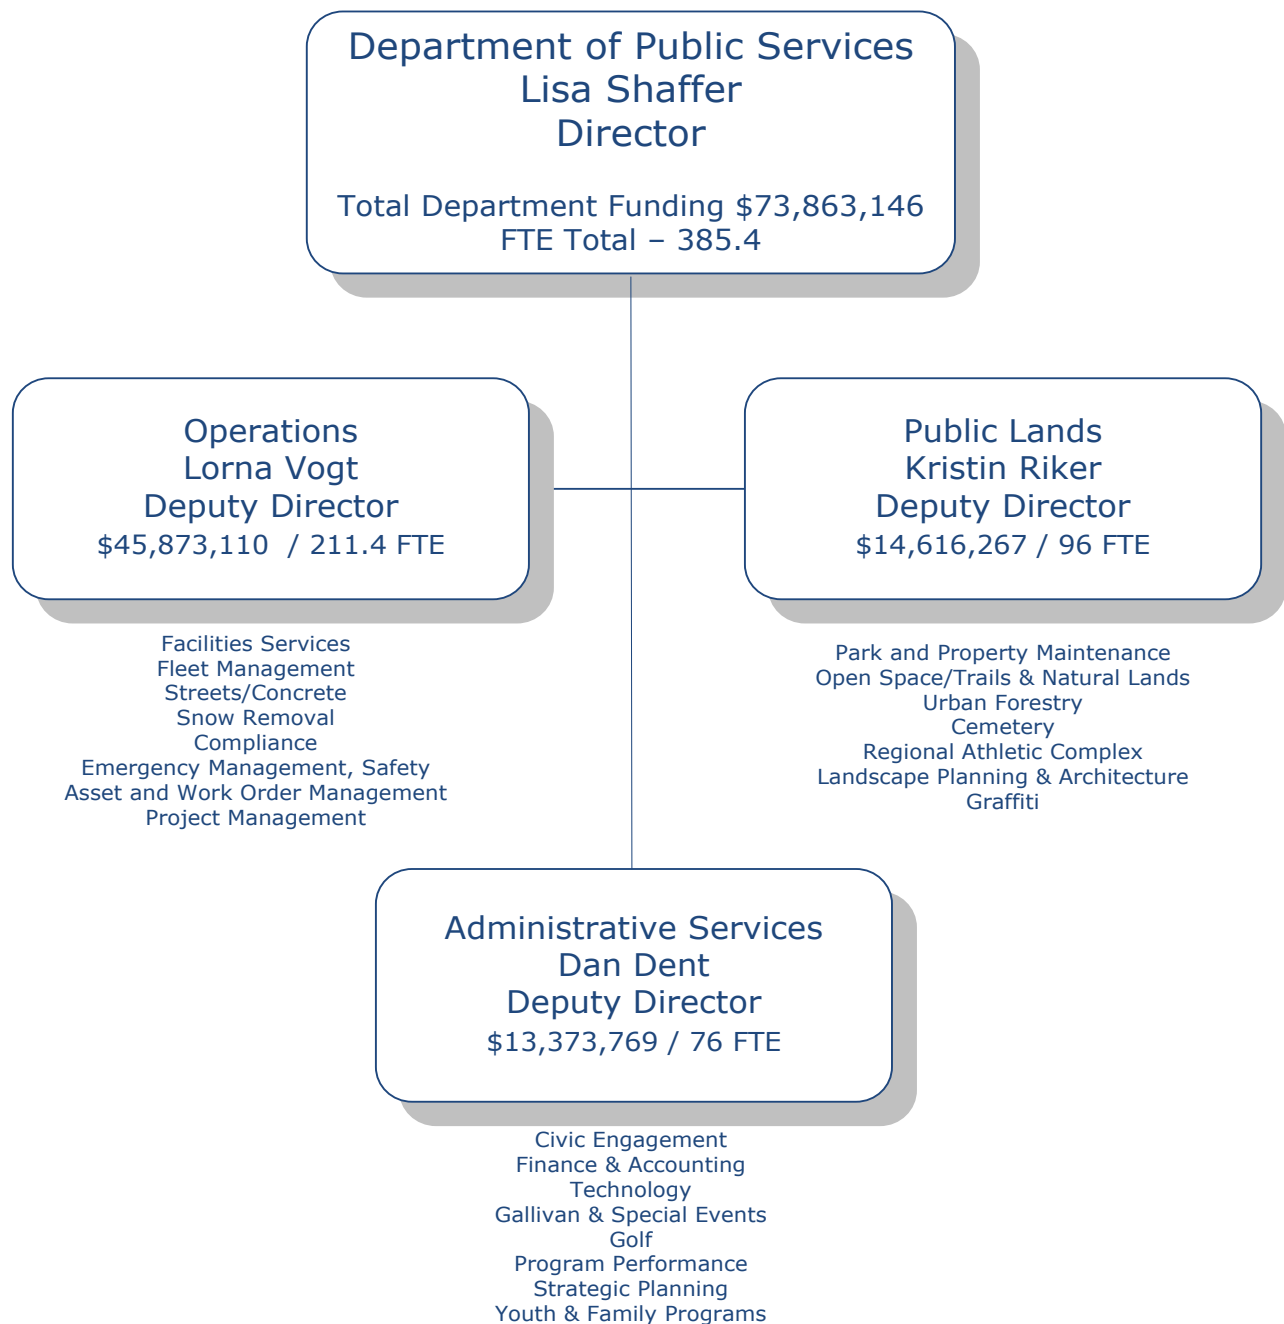 Department of Public Services
Lisa Shaffer
Director
Total Department Funding $73,863,146
FTE Total – 385.4
Operations
Lorna Vogt
Deputy Director
$45,873,110 / 211.4 FTE
Facilities Services
Fleet Management
Streets/Concrete
Snow Removal
Compliance
Emergency Management, Safety
Asset and Work Order Management
Project Management
Public Lands
Kristin Riker
Deputy Director
$14,616,267 / 96 FTE
Park and Property Maintenance
Open Space/Trails & Natural Lands
Urban Forestry
Cemetery
Regional Athletic Complex
Landscape Planning & Architecture
Graffiti
Administrative Services
Dan Dent
Deputy Director
$13,373,769 / 76 FTE
Civic Engagement
Finance & Accounting
Technology
Gallivan & Special Events
Golf
Program Performance
Strategic Planning
Youth & Family Programs